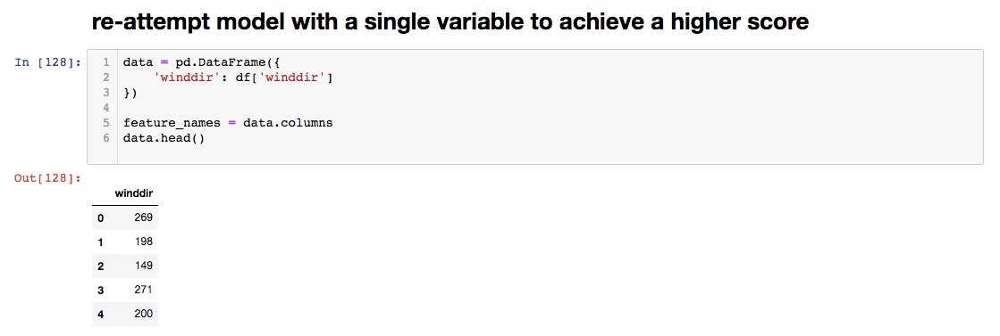 re-attempt model with a single variable to achieve a higher score
In [128]:
1 data = pd.DataFrame({
2     'winddir': df['winddir']
3 })
4
5 feature_names = data.columns
6 data.head()
Out[128]:
winddir
0 269
1 198
2 149
3 271
4 200